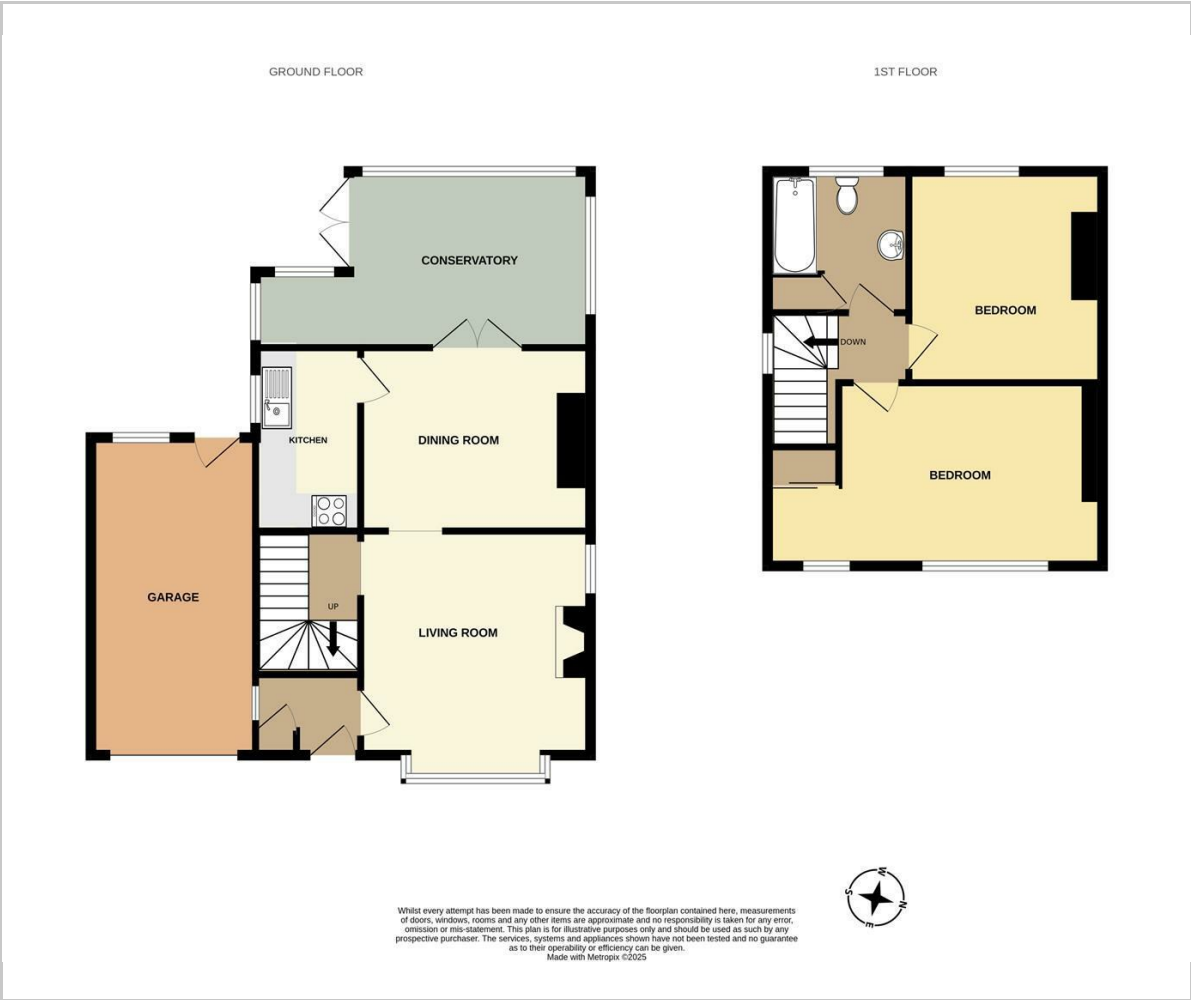 GROUND FLOOR
1ST FLOOR
CONSERVATORY
BEDROOM
DOWN
KITCHEN
DINING ROOM
BEDROOM
GARAGE
UP
LIVING ROOM
W
S
N
E
Whilst every attempt has been made to ensure the accuracy of the floorplan contained here, measurements
of doors, windows, rooms and any other items are approximate and no responsibility is taken for any error,
omission or mis-statement. This plan is for illustrative purposes only and should be used as such by any
prospective purchaser. The services, systems and appliances shown have not been tested and no guarantee
as to their operability or efficiency can be given.
Made with Metropix ©2025